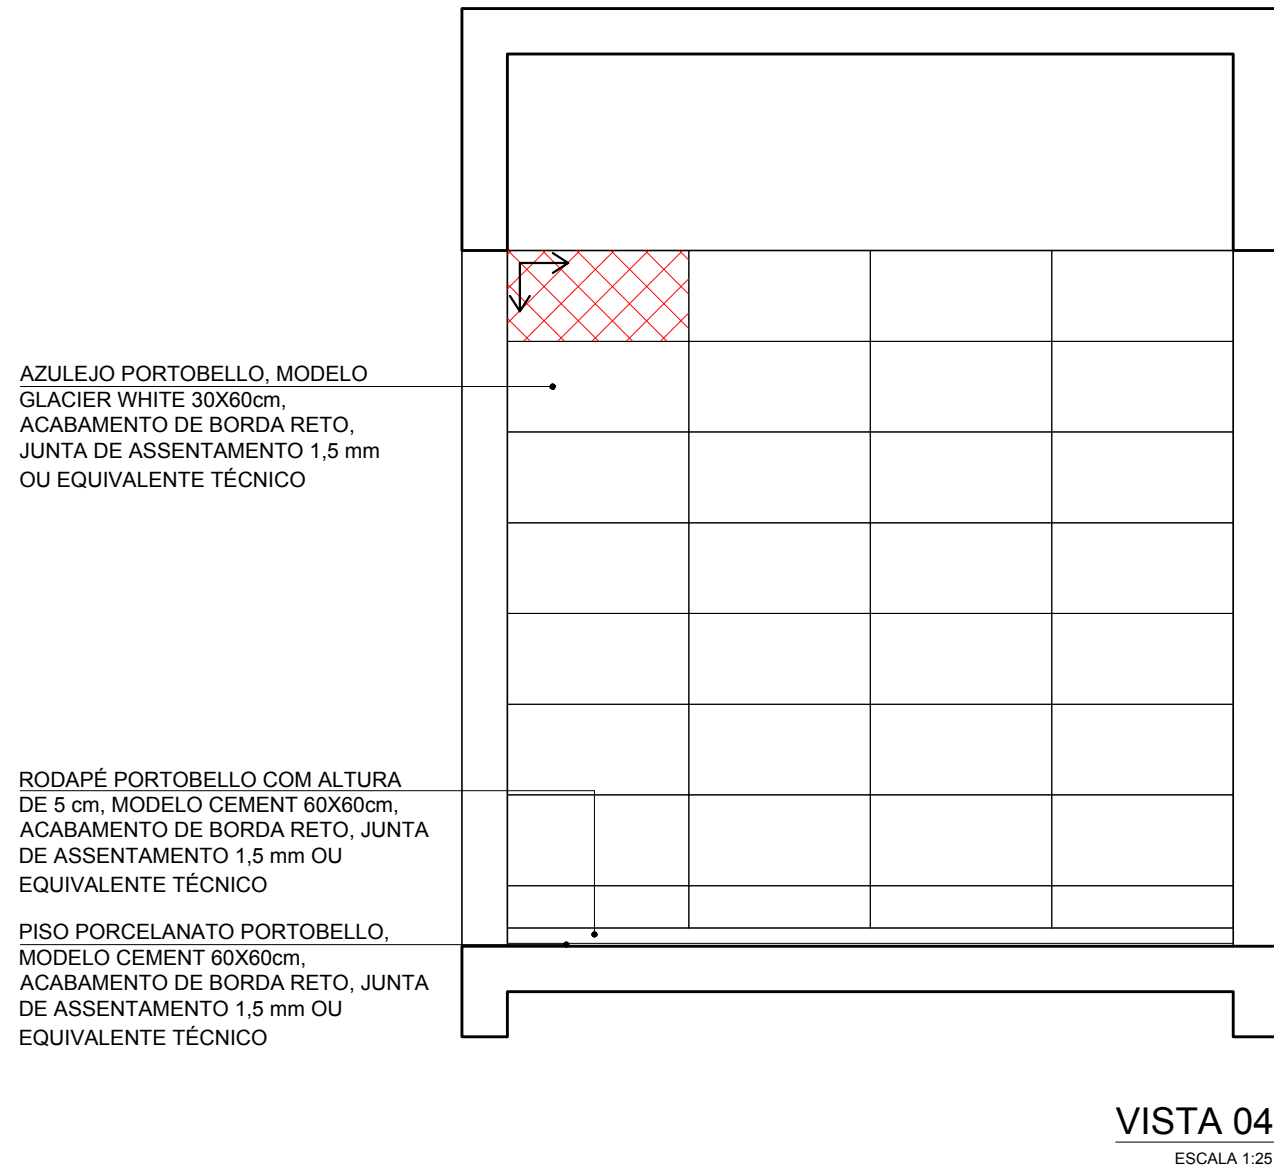 AZULEJO PORTOBELLO, MODELO
GLACIER WHITE 30X60cm,
ACABAMENTO DE BORDA RETO,
JUNTA DE ASSENTAMENTO 1,5 mm
OU EQUIVALENTE TÉCNICO
RODAPÉ PORTOBELLO COM ALTURA
DE 5 cm, MODELO CEMENT 60X60cm,
ACABAMENTO DE BORDA RETO, JUNTA
DE ASSENTAMENTO 1,5 mm OU
EQUIVALENTE TÉCNICO
PISO PORCELANATO PORTOBELLO,
MODELO CEMENT 60X60cm,
ACABAMENTO DE BORDA RETO, JUNTA
DE ASSENTAMENTO 1,5 mm OU
EQUIVALENTE TÉCNICO
VISTA 04
ESCALA 1:25